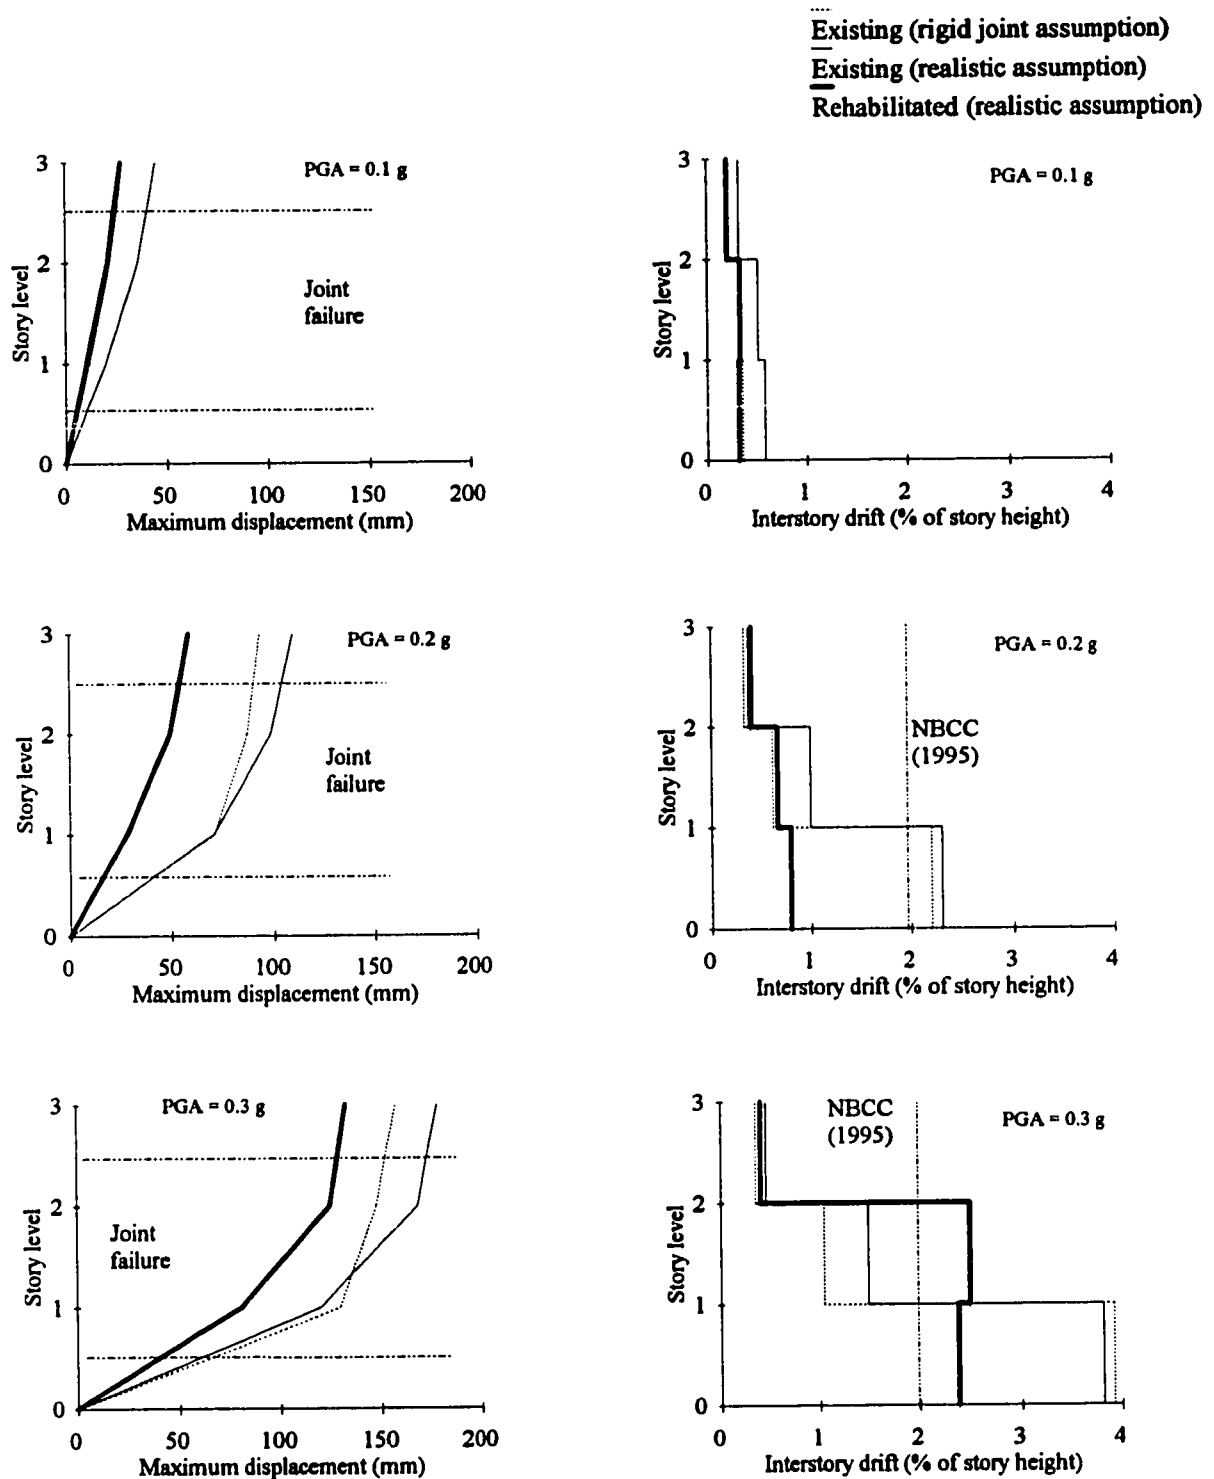 Existing (rigid joint assumption)
Existing (realistic assumption)
Rehabilitated (realistic assumption)
3
PGA = 0.1 g
2
Joint
failure
1
0
Story level
0 50 100 150 200
Maximum displacement (mm)
3
PGA = 0.1 g
2
1
0
Story level
0 1 2 3 4
Interstory drift (% of story height)
3
PGA = 0.2 g
2
Joint
failure
1
0
Story level
0 50 100 150 200
Maximum displacement (mm)
3
PGA = 0.2 g
2
NBCC
(1995)
1
0
Story level
0 1 2 3 4
Interstory drift (% of story height)
3
PGA = 0.3 g
2
Joint
failure
1
0
Story level
0 50 100 150 200
Maximum displacement (mm)
3
NBCC
(1995)
PGA = 0.3 g
2
1
0
Story level
0 1 2 3 4
Interstory drift (% of story height)